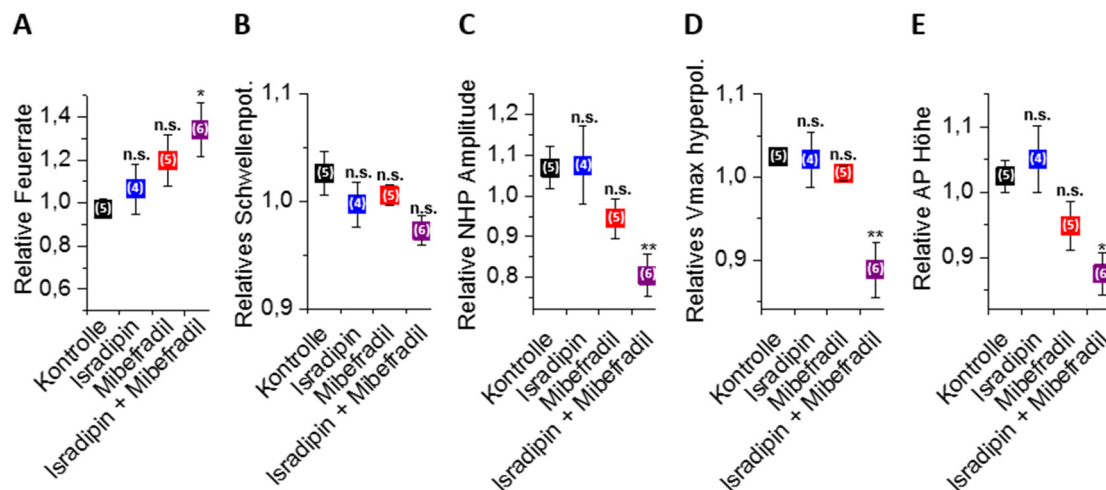 A
Relative Feuerrate
1,4
1,2
1,0
0,8
0,6
(5)
n.s.
(4)
n.s.
(5)
*
(6)
Kontrolle
Isradipin
Mibefradil
Isradipin + Mibefradil
B
Relatives Schwellenpot.
1,1
1,0
0,9
(5)
n.s.
(4)
n.s.
(5)
n.s.
(6)
Kontrolle
Isradipin
Mibefradil
Isradipin + Mibefradil
C
Relative NHP Amplitude
1,2
1,1
1,0
0,9
0,8
(5)
n.s.
(4)
n.s.
(5)
**
(6)
Kontrolle
Isradipin
Mibefradil
Isradipin + Mibefradil
D
Relatives Vmax hyperpol.
1,1
1,0
0,9
(5)
n.s.
(4)
n.s.
(5)
**
(6)
Kontrolle
Isradipin
Mibefradil
Isradipin + Mibefradil
E
Relative AP Höhe
1,1
1,0
0,9
(5)
n.s.
(4)
n.s.
(5)
*
(6
Kontrolle
Isradipin
Mibefradil
Isradipin + Mibefradil